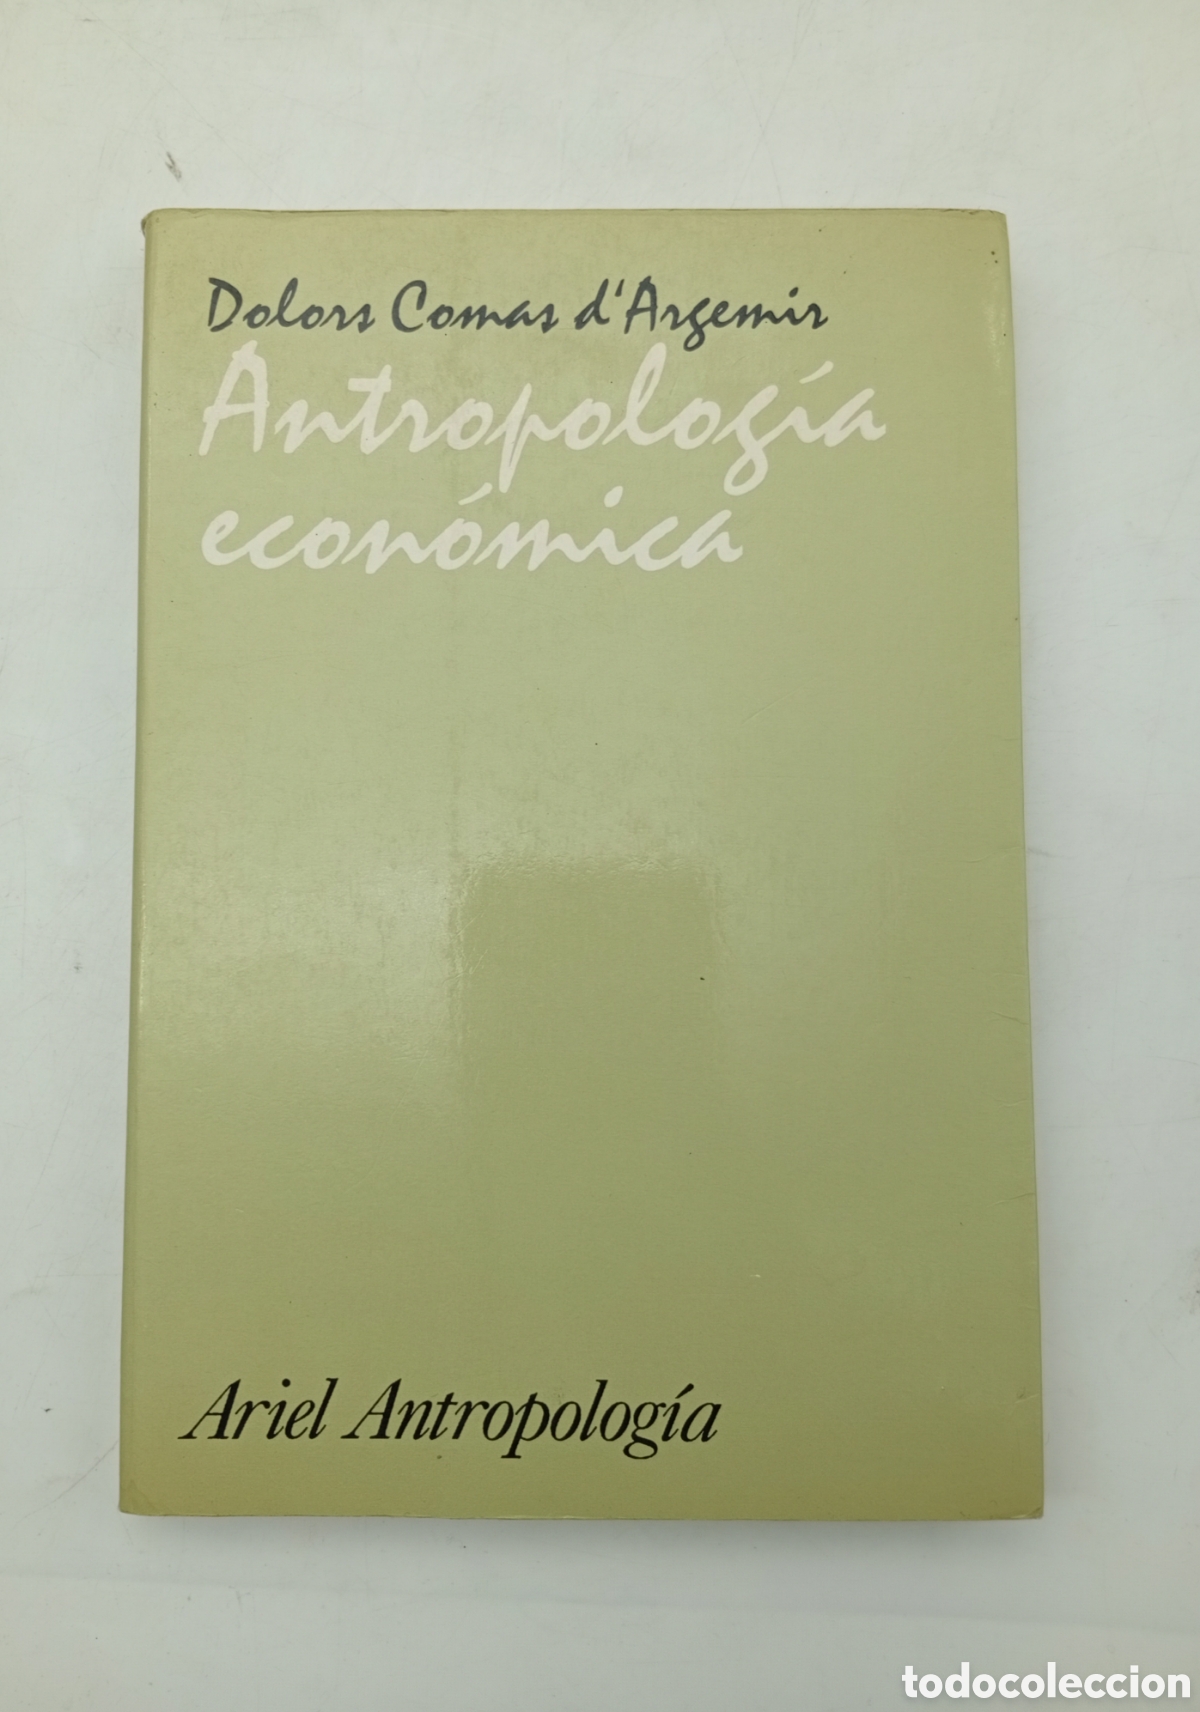 Dolors Comas d'Argemir
Antropología
económica
Ariel Antropología
todocoleccion